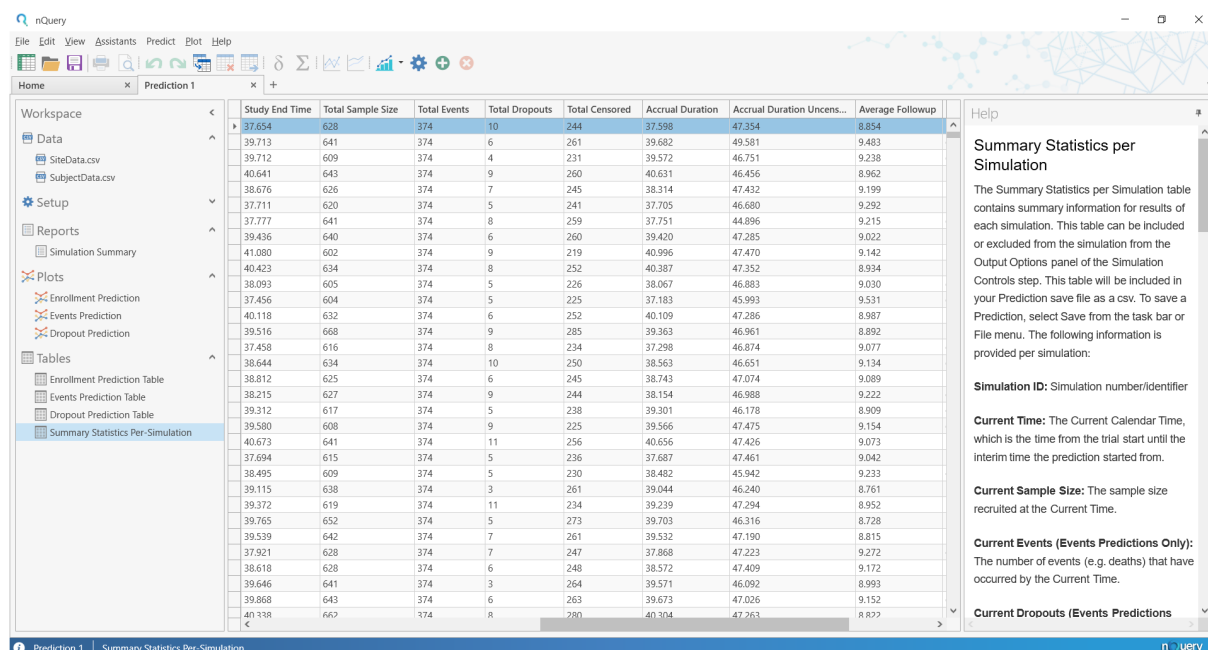 nQuery
File Edit View Assistants Predict Plot Help
Home × Prediction 1 × +
Workspace
Data
SiteData.csv
SubjectData.csv
Setup
Reports
Simulation Summary
Plots
Enrollment Prediction
Events Prediction
Dropout Prediction
Tables
Enrollment Prediction Table
Events Prediction Table
Dropout Prediction Table
Summary Statistics Per-Simulation
Study End Time Total Sample Size Total Events Total Dropouts Total Censored Accrual Duration Accrual Duration Uncens... Average Followup
37.654 628 374 10 244 37.598 47.354 8.854
39.713 641 374 6 261 39.682 49.581 9.483
39.712 609 374 4 231 39.572 46.751 9.238
40.641 643 374 9 260 40.631 46.456 8.962
38.676 626 374 7 245 38.314 47.432 9.199
37.711 620 374 5 241 37.705 46.680 9.292
37.777 641 374 8 259 37.751 44.896 9.215
39.436 640 374 6 260 39.420 47.285 9.022
41.080 602 374 9 219 40.996 47.470 9.142
40.423 634 374 8 252 40.387 47.352 8.934
38.093 605 374 5 226 38.067 46.883 9.030
37.456 604 374 5 225 37.183 45.993 9.531
40.118 632 374 6 252 40.109 47.286 8.987
39.516 668 374 9 285 39.363 46.961 8.892
37.458 616 374 8 234 37.298 46.874 9.077
38.644 634 374 10 250 38.563 46.651 9.134
38.812 625 374 6 245 38.743 47.074 9.089
38.215 627 374 9 244 38.154 46.988 9.222
39.312 617 374 5 238 39.301 46.178 8.909
39.580 608 374 9 225 39.566 47.475 9.154
40.673 641 374 11 256 40.656 47.426 9.073
37.694 615 374 5 236 37.687 47.461 9.042
38.495 609 374 5 230 38.482 45.942 9.233
39.115 638 374 3 261 39.044 46.240 8.761
39.372 619 374 11 234 39.239 47.294 8.952
39.765 652 374 5 273 39.703 46.316 8.728
39.539 642 374 7 261 39.532 47.190 8.815
37.921 628 374 7 247 37.868 47.223 9.272
38.618 628 374 6 248 38.572 47.409 9.172
39.646 641 374 3 264 39.571 46.092 8.993
39.868 643 374 6 263 39.673 47.026 9.152
40.338 662 374 8 280 40.304 47.263 8.822
Help
Summary Statistics per
Simulation
The Summary Statistics per Simulation table
contains summary information for results of
each simulation. This table can be included
or excluded from the simulation from the
Output Options panel of the Simulation
Controls step. This table will be included in
your Prediction save file as a csv. To save a
Prediction, select Save from the task bar or
File menu. The following information is
provided per simulation:
Simulation ID: Simulation number/identifier
Current Time: The Current Calendar Time,
which is the time from the trial start until the
interim time the prediction started from.
Current Sample Size: The sample size
recruited at the Current Time.
Current Events (Events Predictions Only):
The number of events (e.g. deaths) that have
occurred by the Current Time.
Current Dropouts (Events Predictions
Prediction 1 | Summary Statistics Per-Simulation
nQuery